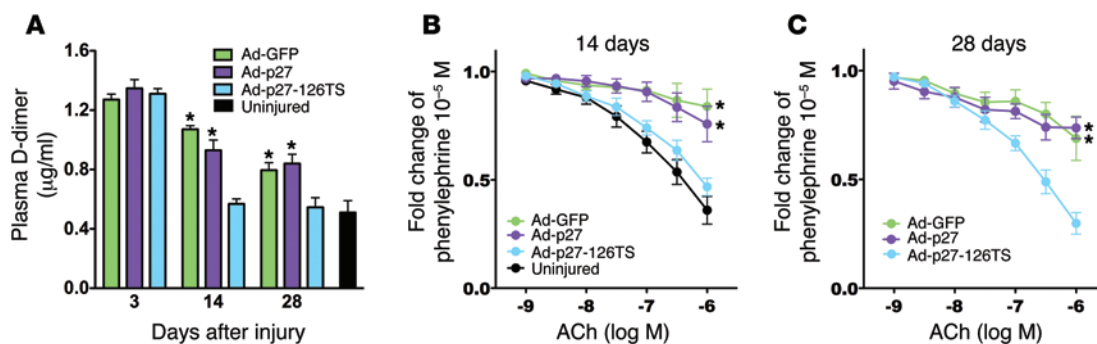 A
Plasma D-dimer
(μg/ml)
1.6
1.2
0.8
0.4
0.0
Ad-GFP
Ad-p27
Ad-p27-126TS
Uninjured
* * * *
3 14 28
Days after injury
B
14 days
Fold change of
phenylephrine 10⁻⁵ M
1.0
0.5
0
*
*
Ad-GFP
Ad-p27
Ad-p27-126TS
Uninjured
-9 -8 -7 -6
ACh (log M)
C
28 days
Fold change of
phenylephrine 10⁻⁵ M
1.0
0.5
0
*
*
Ad-GFP
Ad-p27
Ad-p27-126TS
-9 -8 -7 -6
ACh (log M)